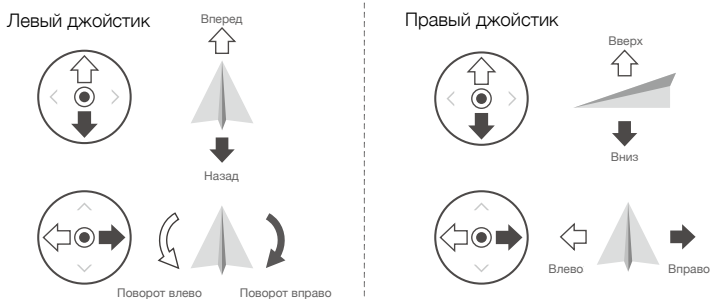 Левый джойстик
Вперед
Назад
Поворот влево
Поворот вправо
Правый джойстик
Вверх
Вниз
Влево
Вправо